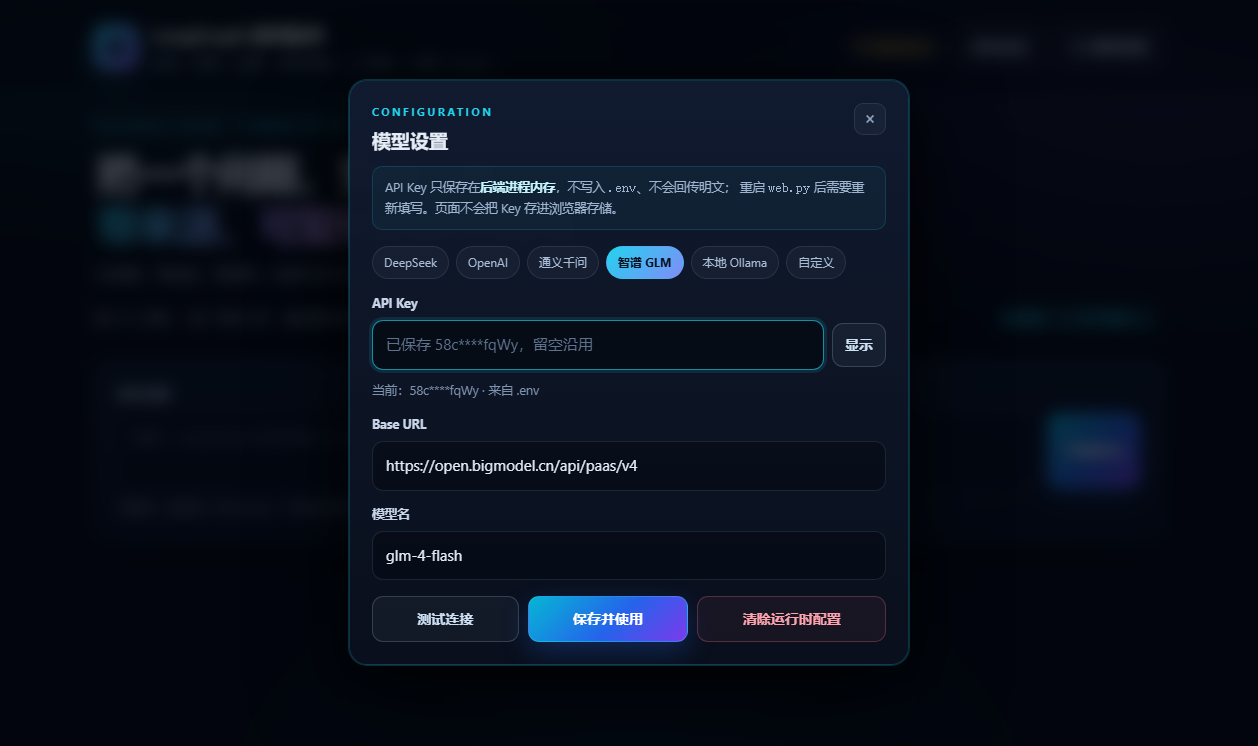 CONFIGURATION
模型设置
×
API Key 只保存在后端进程内存，不写入 .env、不会回传明文； 重启 web.py 后需要重
新填写。页面不会把 Key 存进浏览器存储。
DeepSeek
OpenAI
通义千问
智谱 GLM
本地 Ollama
自定义
API Key
已保存 58c****fqWy，留空沿用
显示
当前：58c****fqWy · 来自 .env
Base URL
https://open.bigmodel.cn/api/paas/v4
模型名
glm-4-flash
测试连接
保存并使用
清除运行时配置